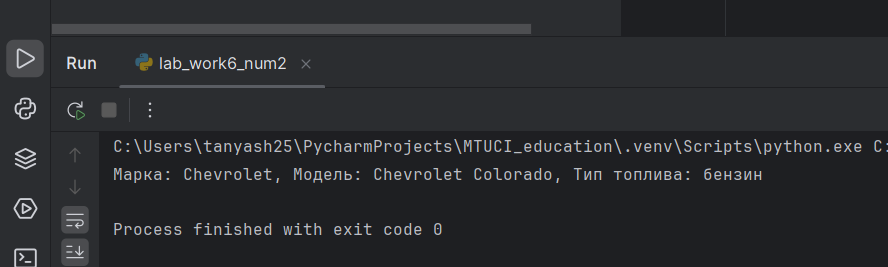 Run
lab_work6_num2
C:\Users\tanyash25\PycharmProjects\MTUCI_education\.venv\Scripts\python.exe C:
Марка: Chevrolet, Модель: Chevrolet Colorado, Тип топлива: бензин
Process finished with exit code 0